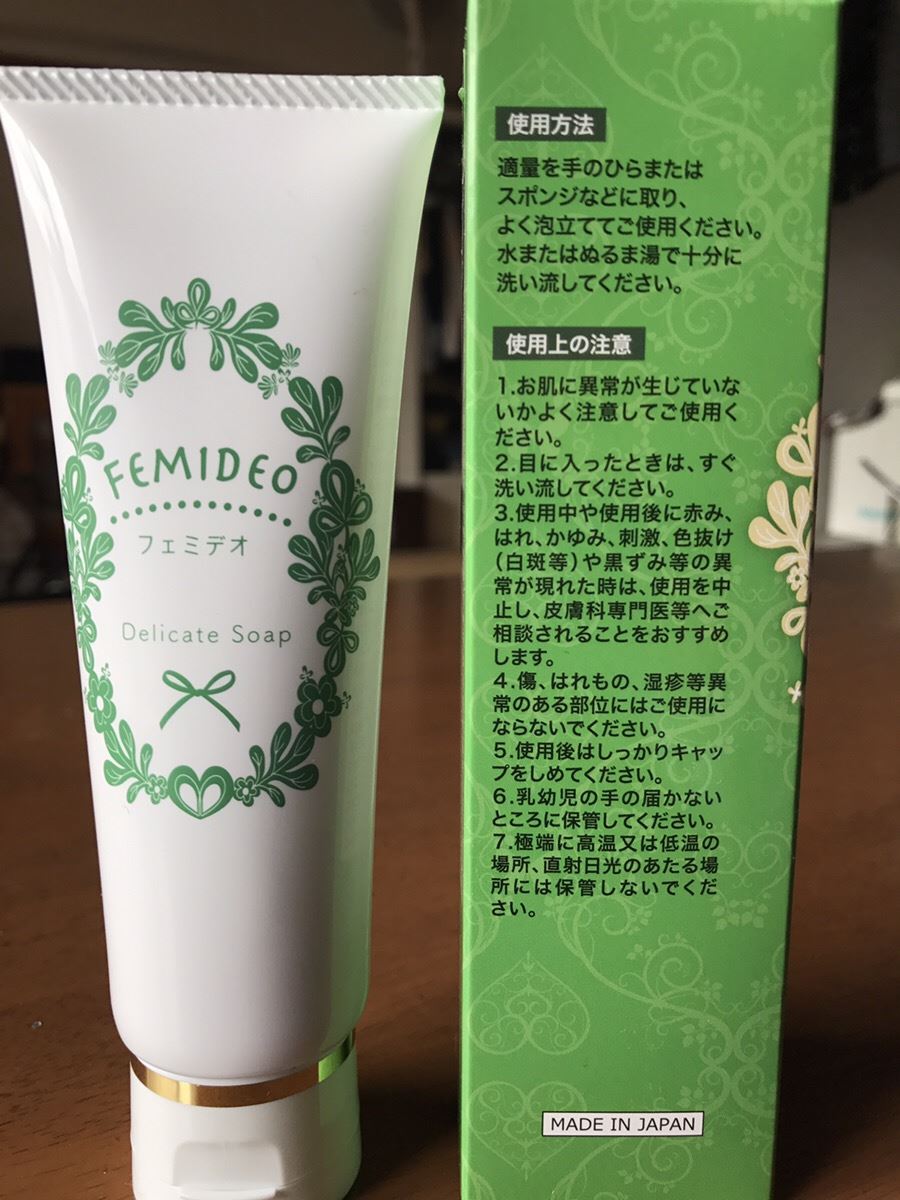 FEMIDEO
フェミデオ
Delicate Soap
使用方法
適量を手のひらまたは
スポンジなどに取り、
よく泡立ててご使用ください。
水またはぬるま湯で十分に
洗い流してください。
使用上の注意
1.お肌に異常が生じていな
いかよく注意してご使用く
ださい。
2.目に入ったときは、すぐ
洗い流してください。
3.使用中や使用後に赤み、
はれ、かゆみ、刺激、色抜け
(白斑等)や黒ずみ等の異
常が現れた時は、使用を中
止し、皮膚科専門医等へご
相談されることをおすすめ
します。
4.傷、はれもの、湿疹等異
常のある部位にはご使用に
ならないでください。
5.使用後はしっかりキャッ
プをしめてください。
6.乳幼児の手の届かない
ところに保管してください。
7.極端に高温又は低温の
場所、直射日光のあたる場
所には保管しないでくだ
さい。
MADE IN JAPAN